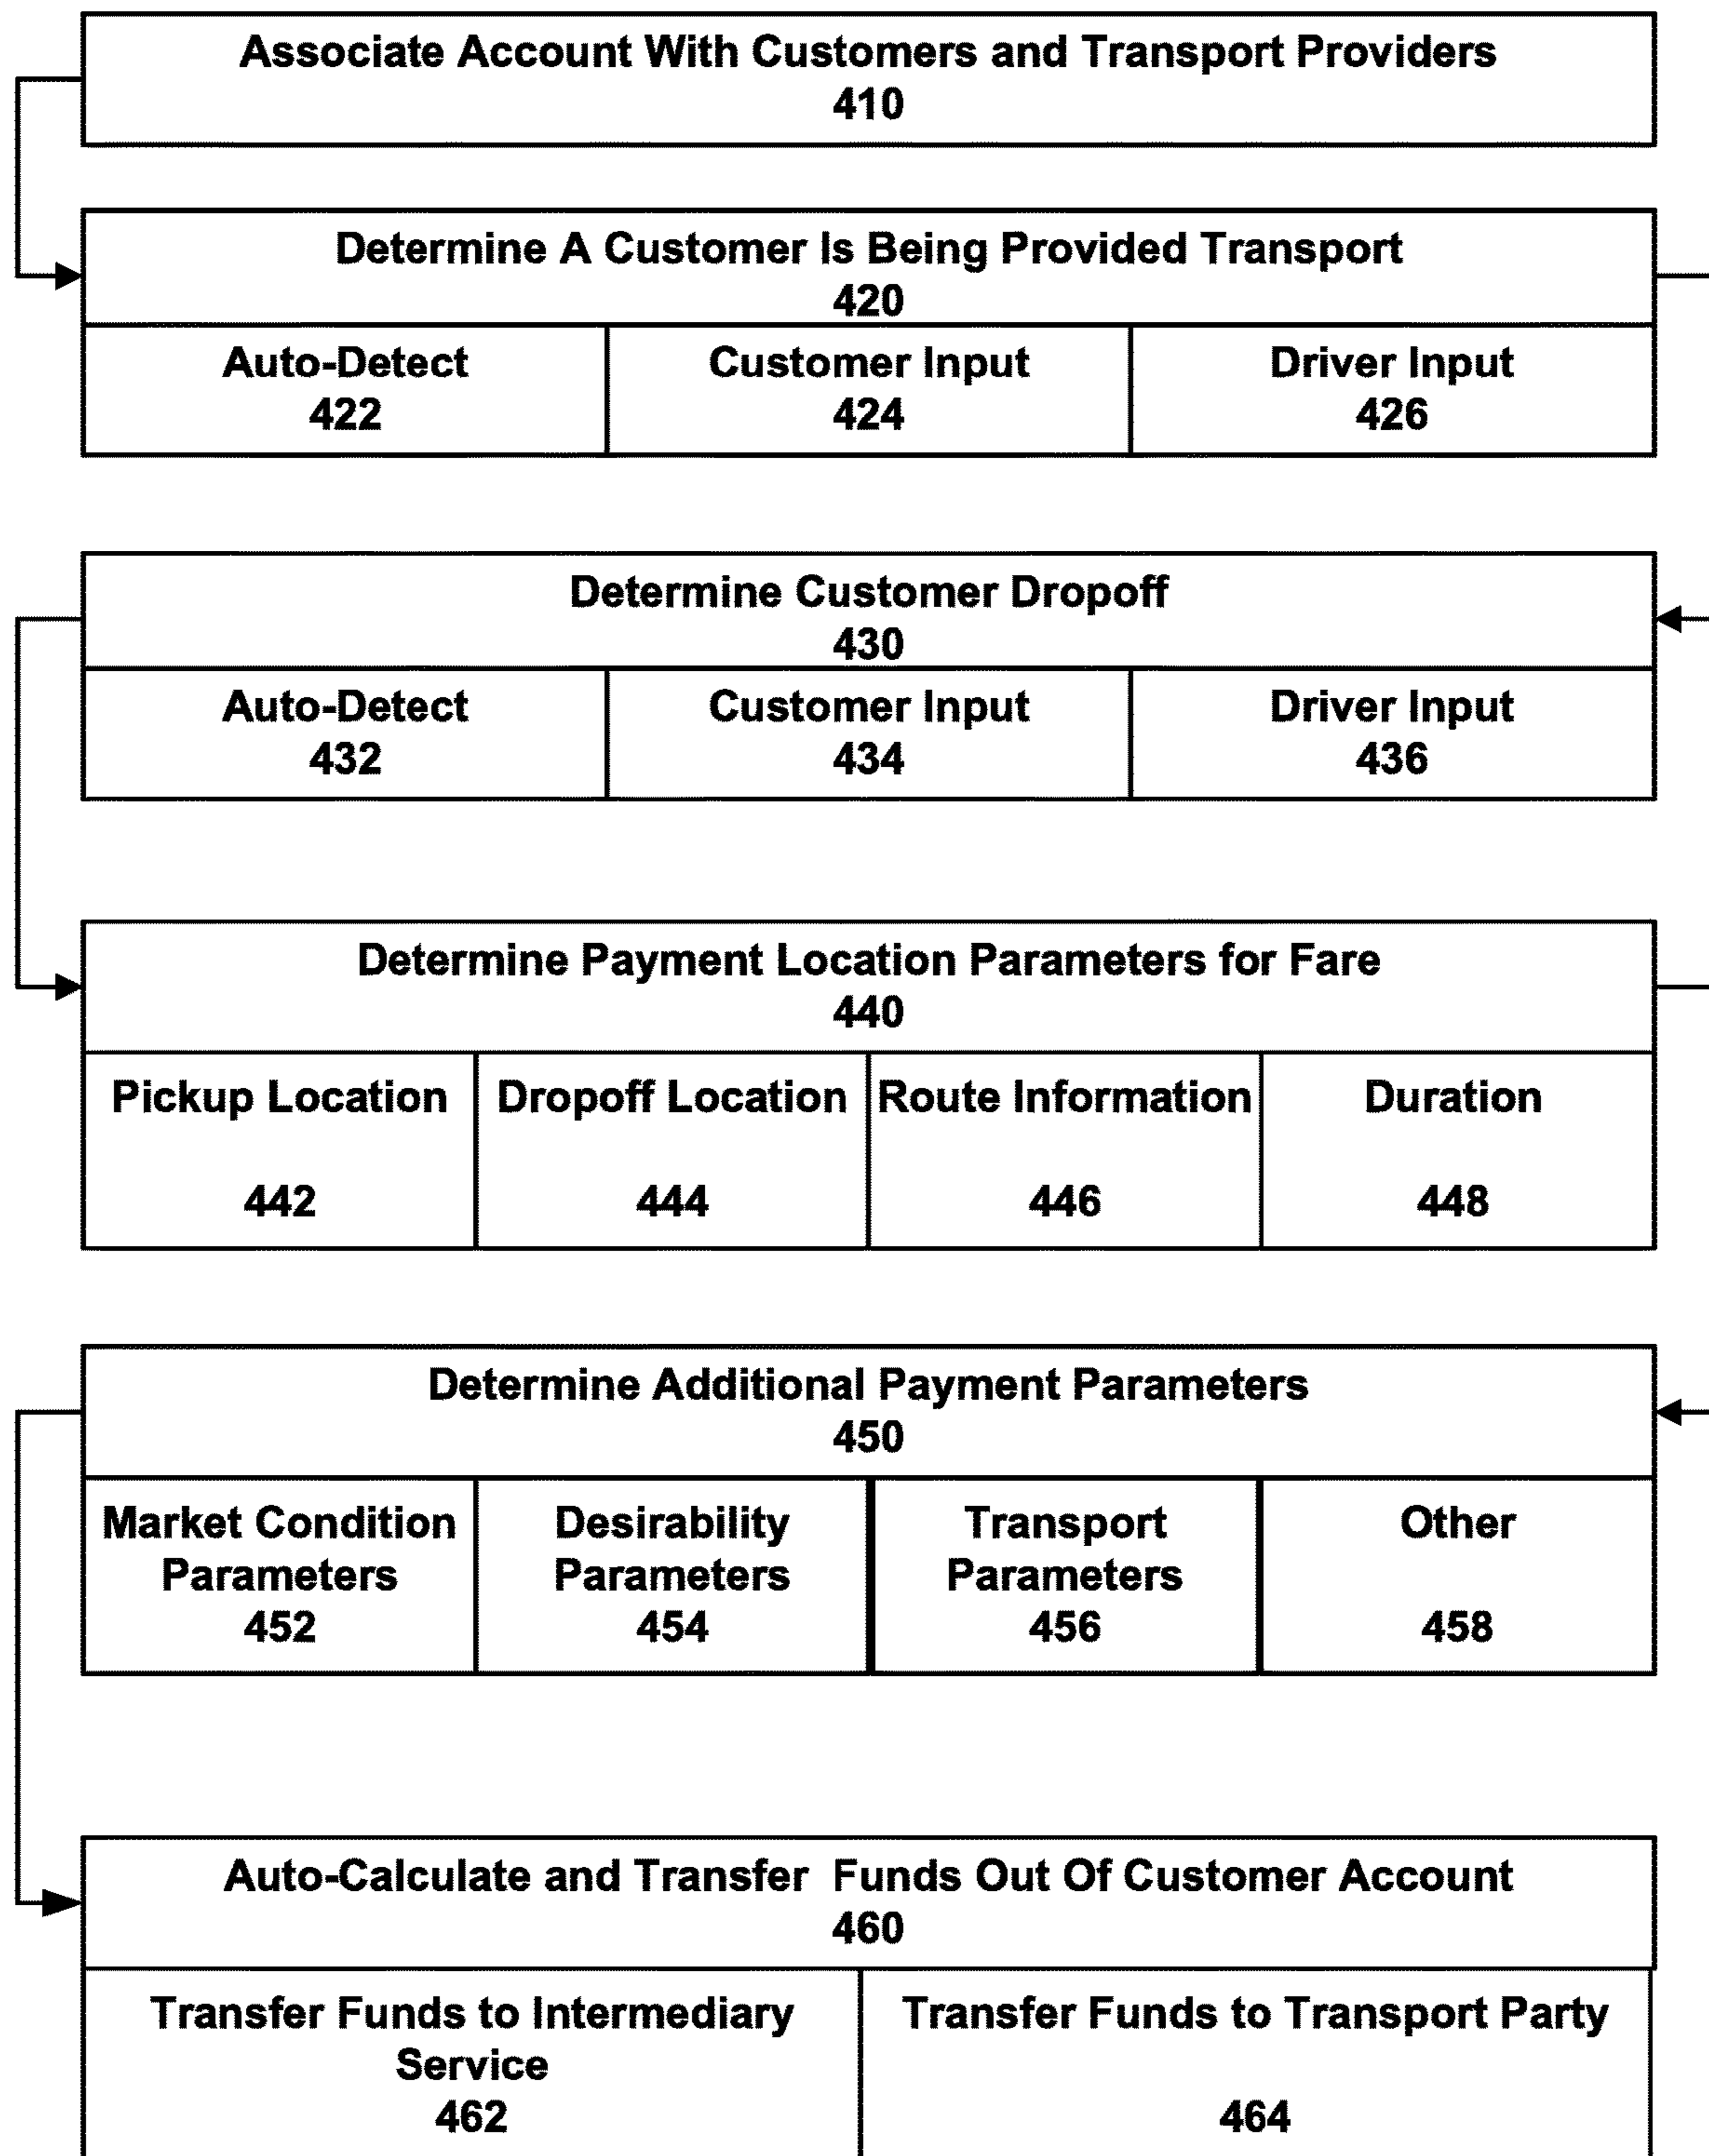 Associate Account With Customers and Transport Providers
410
Determine A Customer Is Being Provided Transport
420
Auto-Detect
422
Customer Input
424
Driver Input
426
Determine Customer Dropoff
430
Auto-Detect
432
Customer Input
434
Driver Input
436
Determine Payment Location Parameters for Fare
440
Pickup Location
442
Dropoff Location
444
Route Information
446
Duration
448
Determine Additional Payment Parameters
450
Market Condition
Parameters
452
Desirability
Parameters
454
Transport
Parameters
456
Other
458
Auto-Calculate and Transfer Funds Out Of Customer Account
460
Transfer Funds to Intermediary
Service
462
Transfer Funds to Transport Party
464